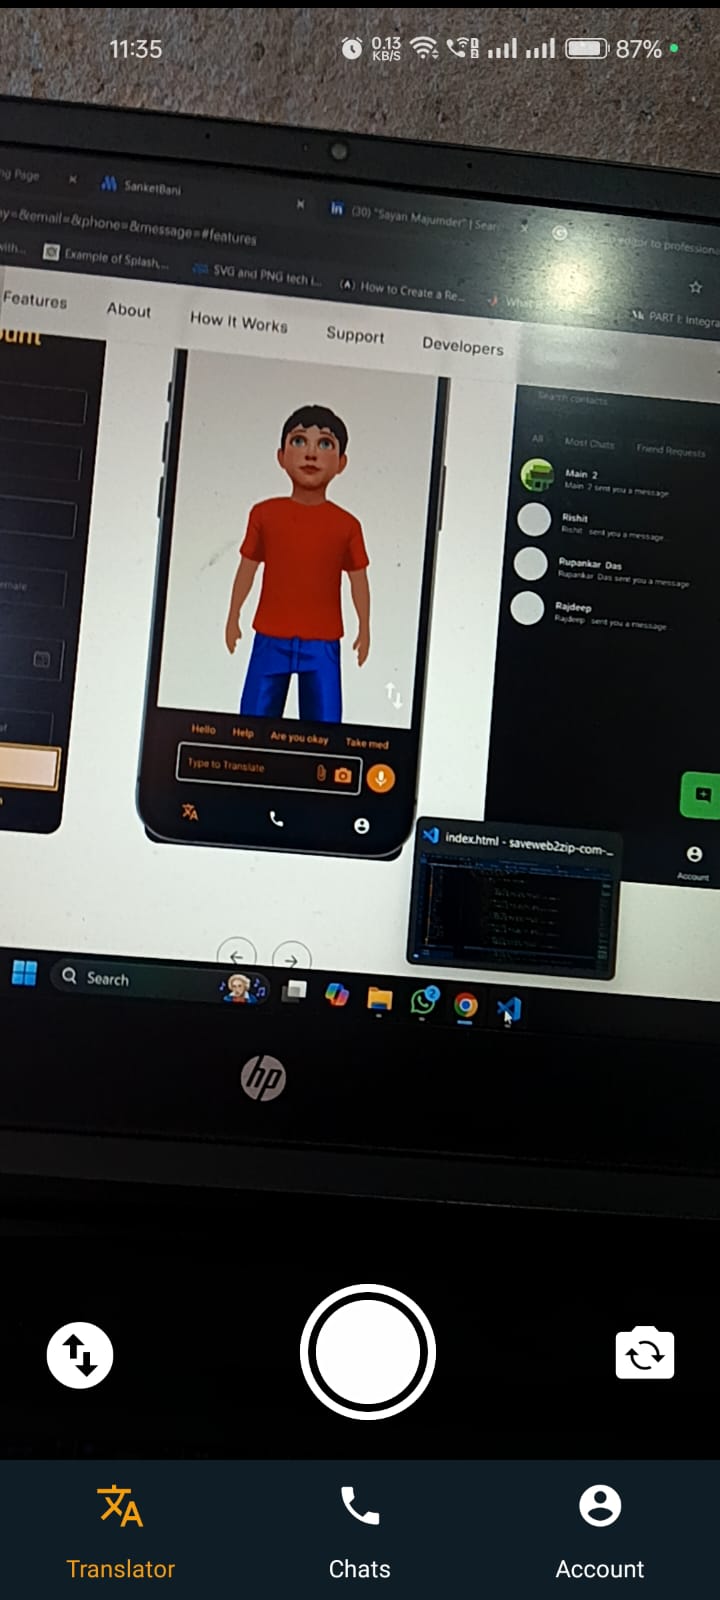 11:35
0.13 KB/S
87%
ng Page
SanketBani
(30) "Sayan Majumder" | Sear
y=&email=&phone=&message=#features
with...
Example of Splash,...
SVG and PNG tech i...
(A) How to Create a Re...
PART I: Integra
Features
About
How It Works
Support
Developers
unt
Search contacts
All
Most Chats
Friend Requests
Main 2
Main 2 sent you a message
Rishit
Rishit sent you a message
Rupankar Das
Rupankar Das sent you a message
Rajdeep
Rajdeep sent you a message
Hello
Help
Are you okay
Take med
Type to Translate
index.html - saveweb2zip-com-...
Account
Search
hp
Translator
Chats
Account